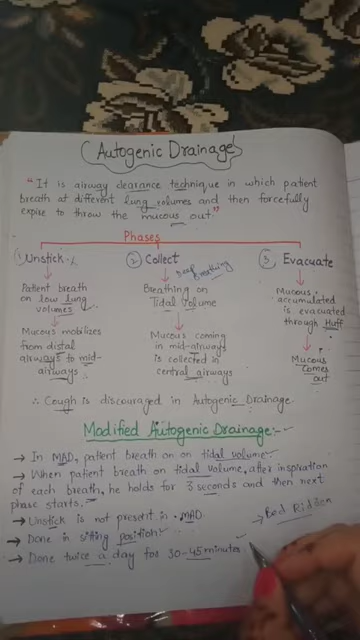 Autogenic Drainage
"It is airway clearance technique in which patient
breath at different lung volumes and then forcefully
expire to throw the mucous out."
Phases
① Unstick
Patient breath
on low lung
volumes
Mucous mobilizes
from distal
airways to mid-
airways
② Collect
Deep Breathing
Breathing on
Tidal volume
Mucous coming
in mid-airways
is collected in
central airways
③ Evacuate
Mucous
accumulated
is evacuated
through Huff
Mucous
comes
out
∴ Cough is discouraged in Autogenic Drainage
Modified Autogenic Drainage:-
→ In MAD, patient breath on on tidal volume.
→ When patient breath on tidal volume, after inspiration
of each breath, he holds for 3 seconds and then next
phase starts.
→ Unstick is not present in MAD.
→ Done in siting position
→ Bed Ridden
→ Done twice a day for 30-45 minutes